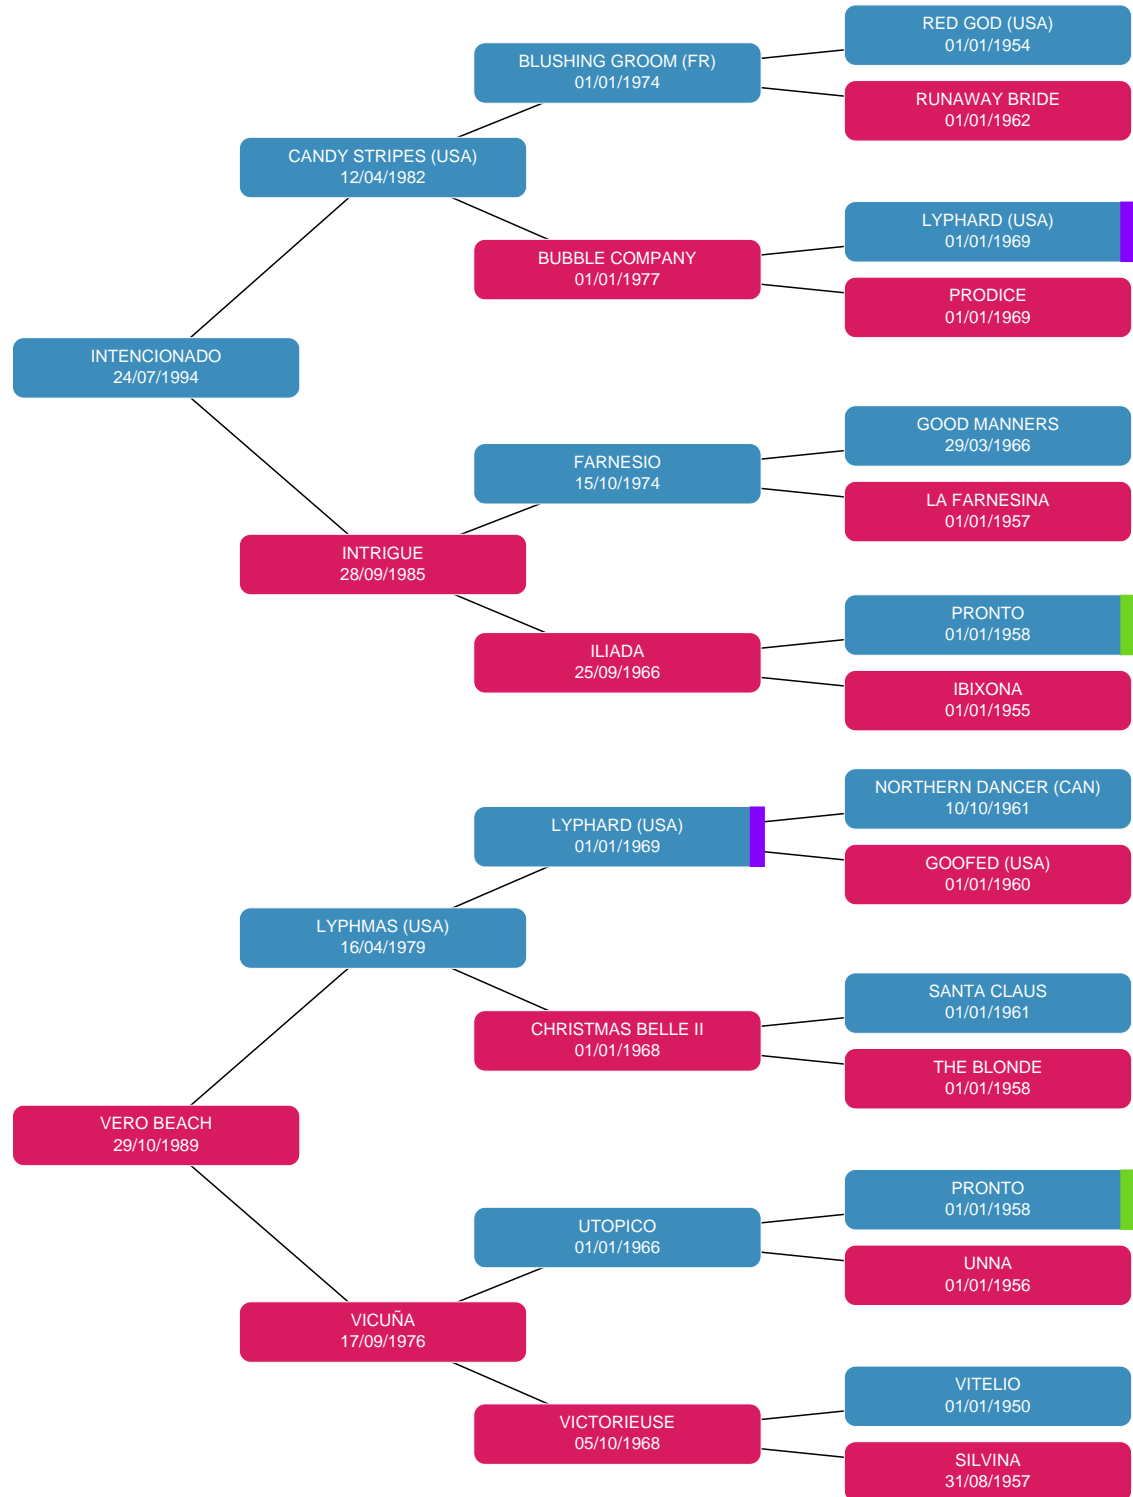 RED GOD (USA)
01/01/1954
BLUSHING GROOM (FR)
01/01/1974
RUNAWAY BRIDE
01/01/1962
CANDY STRIPES (USA)
12/04/1982
LYPHARD (USA)
01/01/1969
BUBBLE COMPANY
01/01/1977
PRODICE
01/01/1969
INTENCIONADO
24/07/1994
GOOD MANNERS
29/03/1966
FARNESIO
15/10/1974
LA FARNESINA
01/01/1957
INTRIGUE
28/09/1985
PRONTO
01/01/1958
ILIADA
25/09/1966
IBIXONA
01/01/1955
NORTHERN DANCER (CAN)
10/10/1961
LYPHARD (USA)
01/01/1969
GOOFED (USA)
01/01/1960
LYPHMAS (USA)
16/04/1979
SANTA CLAUS
01/01/1961
CHRISTMAS BELLE II
01/01/1968
THE BLONDE
01/01/1958
VERO BEACH
29/10/1989
PRONTO
01/01/1958
UTOPICO
01/01/1966
UNNA
01/01/1956
VICUÑA
17/09/1976
VITELIO
01/01/1950
VICTORIEUSE
05/10/1968
SILVINA
31/08/1957